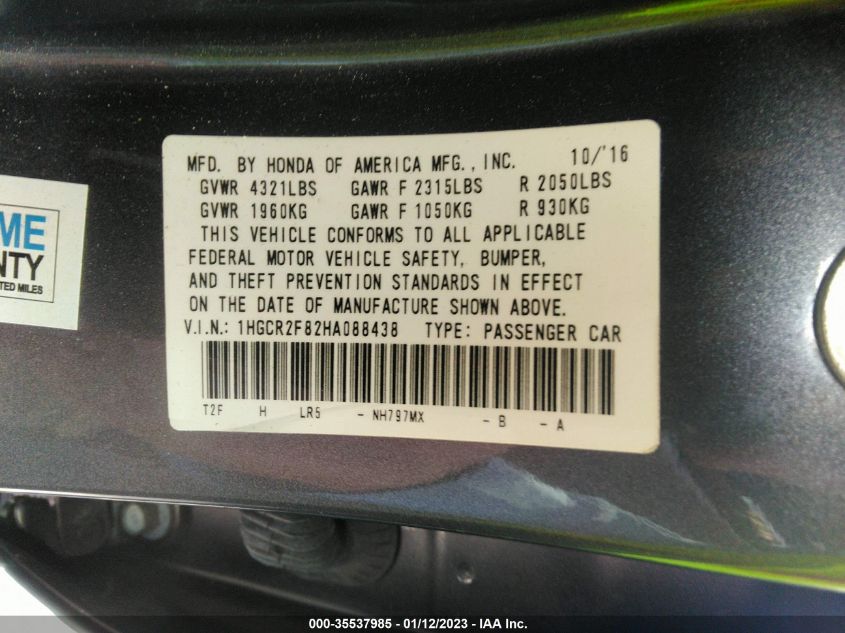 MFD. BY HONDA OF AMERICA MFG., INC. 10/'16
GVWR 4321LBS GAWR F 2315LBS R 2050LBS
GVWR 1960KG GAWR F 1050KG R 930KG
THIS VEHICLE CONFORMS TO ALL APPLICABLE
FEDERAL MOTOR VEHICLE SAFETY, BUMPER,
AND THEFT PREVENTION STANDARDS IN EFFECT
ON THE DATE OF MANUFACTURE SHOWN ABOVE.
V.I.N.: 1HGCR2F82HA088438 TYPE: PASSENGER CAR
T2F H LR5 - NH797MX - B - A
ME
NTY
TED MILES
000-35537985 - 01/12/2023 - IAA Inc.